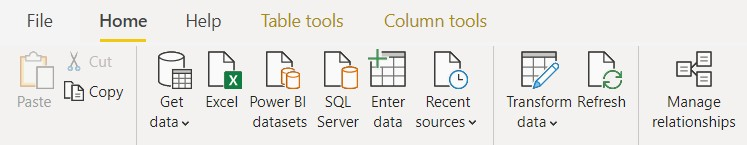 File Home Help Table tools Column tools
Cut
Copy
Paste
Get data
Excel
Power BI datasets
SQL Server
Enter data
Recent sources
Transform data
Refresh
Manage relationships